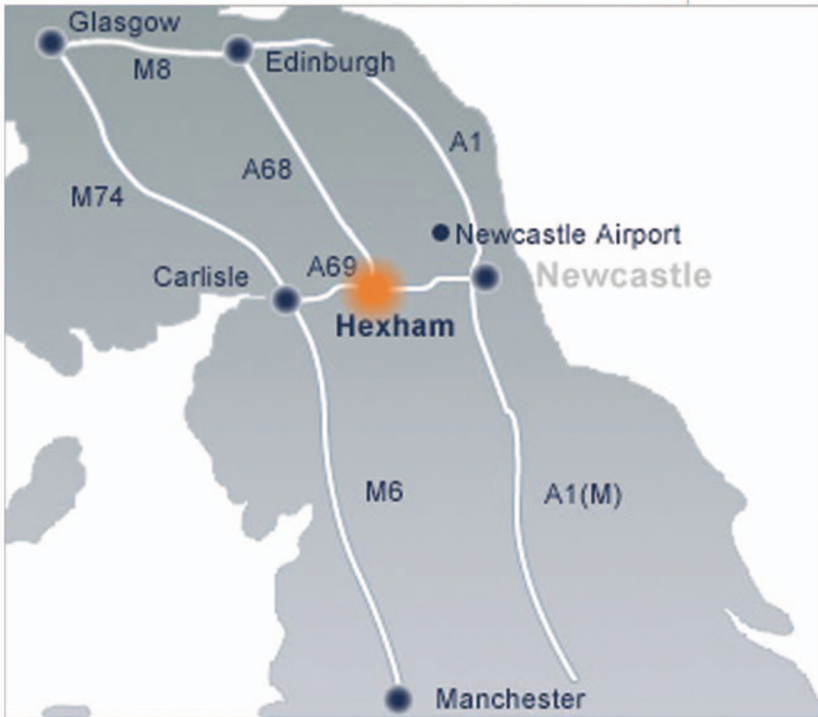 Glasgow
M8
Edinburgh
A1
A68
M74
Newcastle Airport
A69
Carlisle
Newcastle
Hexham
M6
A1(M)
Manchester